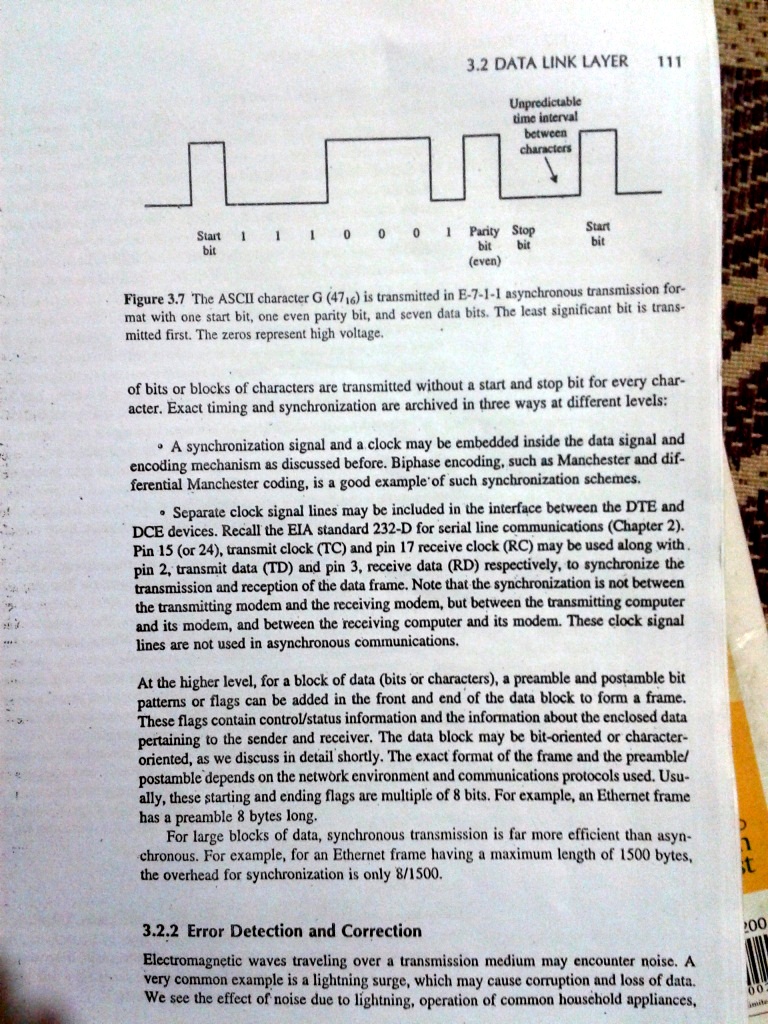 3.2 DATA LINK LAYER 111
Unpredictable
time interval
between
characters
Start 1 1 1 0 0 0 1 Parity Stop Start
bit bit bit bit
(even)
Figure 3.7 The ASCII character G (47₁₆) is transmitted in E-7-1-1 asynchronous transmission for-
mat with one start bit, one even parity bit, and seven data bits. The least significant bit is trans-
mitted first. The zeros represent high voltage.
of bits or blocks of characters are transmitted without a start and stop bit for every char-
acter. Exact timing and synchronization are archived in three ways at different levels:
• A synchronization signal and a clock may be embedded inside the data signal and
encoding mechanism as discussed before. Biphase encoding, such as Manchester and dif-
ferential Manchester coding, is a good example of such synchronization schemes.
• Separate clock signal lines may be included in the interface between the DTE and
DCE devices. Recall the EIA standard 232-D for serial line communications (Chapter 2).
Pin 15 (or 24), transmit clock (TC) and pin 17 receive clock (RC) may be used along with
pin 2, transmit data (TD) and pin 3, receive data (RD) respectively, to synchronize the
transmission and reception of the data frame. Note that the synchronization is not between
the transmitting modem and the receiving modem, but between the transmitting computer
and its modem, and between the receiving computer and its modem. These clock signal
lines are not used in asynchronous communications.
At the higher level, for a block of data (bits or characters), a preamble and postamble bit
patterns or flags can be added in the front and end of the data block to form a frame.
These flags contain control/status information and the information about the enclosed data
pertaining to the sender and receiver. The data block may be bit-oriented or character-
oriented, as we discuss in detail shortly. The exact format of the frame and the preamble/
postamble depends on the network environment and communications protocols used. Usu-
ally, these starting and ending flags are multiple of 8 bits. For example, an Ethernet frame
has a preamble 8 bytes long.
For large blocks of data, synchronous transmission is far more efficient than asyn-
chronous. For example, for an Ethernet frame having a maximum length of 1500 bytes,
the overhead for synchronization is only 8/1500.
3.2.2 Error Detection and Correction
Electromagnetic waves traveling over a transmission medium may encounter noise. A
very common example is a lightning surge, which may cause corruption and loss of data.
We see the effect of noise due to lightning, operation of common household appliances,